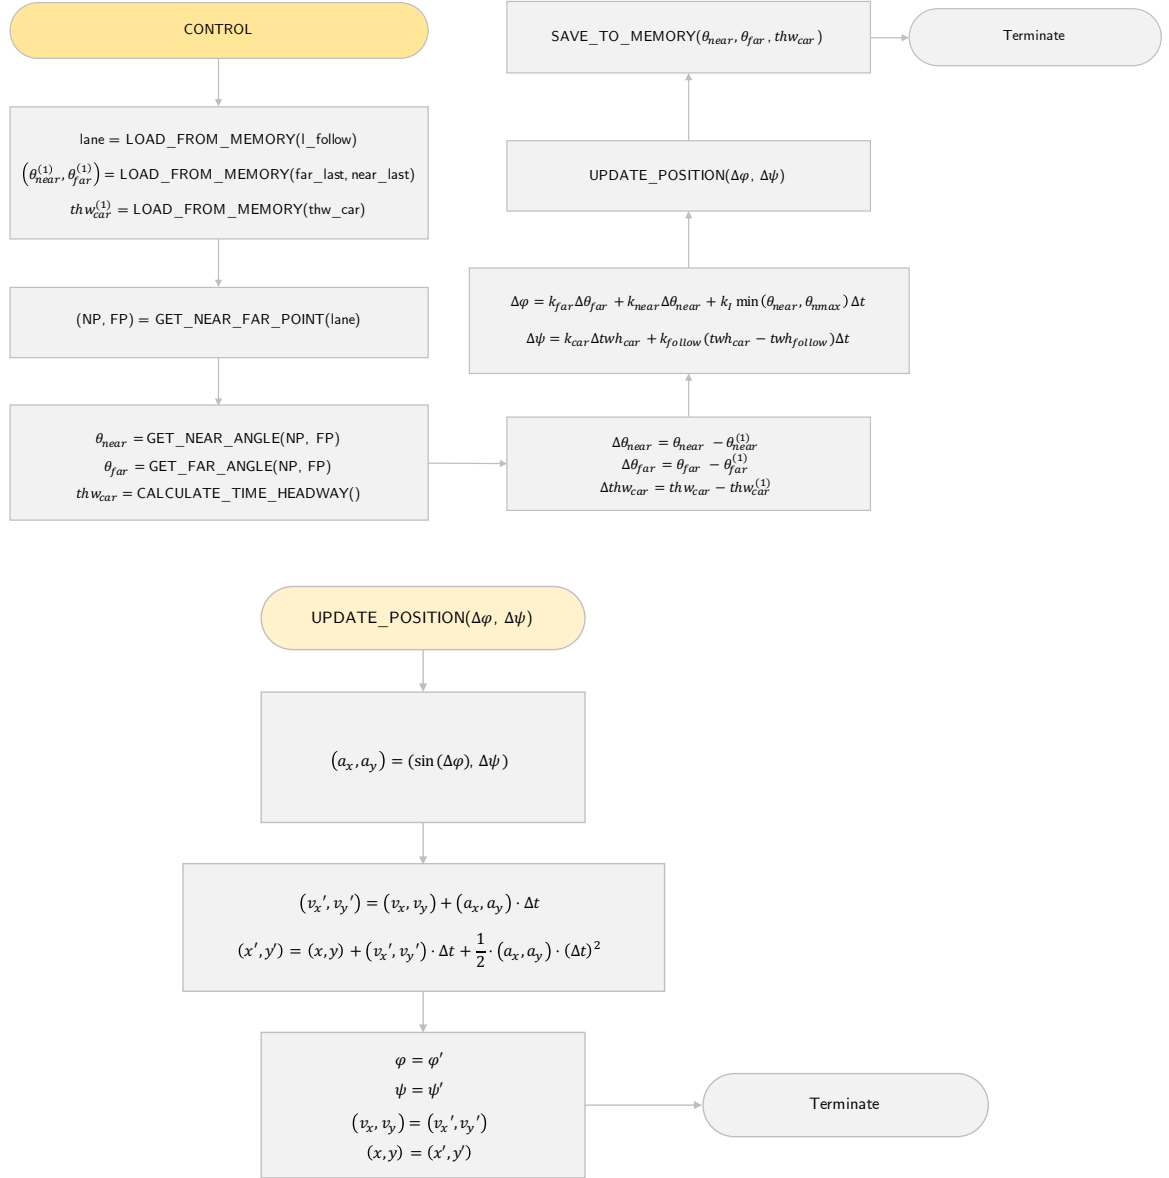 CONTROL
lane = LOAD_FROM_MEMORY(l_follow)
(θ_near^(1), θ_far^(1)) = LOAD_FROM_MEMORY(far_last, near_last)
thw_car^(1) = LOAD_FROM_MEMORY(thw_car)
(NP, FP) = GET_NEAR_FAR_POINT(lane)
θ_near = GET_NEAR_ANGLE(NP, FP)
θ_far = GET_FAR_ANGLE(NP, FP)
thw_car = CALCULATE_TIME_HEADWAY()
Δθ_near = θ_near − θ_near^(1)
Δθ_far = θ_far − θ_far^(1)
Δthw_car = thw_car − thw_car^(1)
Δφ = k_far Δθ_far + k_near Δθ_near + k_I min(θ_near, θ_nmax) Δt
Δψ = k_car Δtwh_car + k_follow (twh_car − twh_follow)Δt
UPDATE_POSITION(Δφ, Δψ)
SAVE_TO_MEMORY(θ_near, θ_far, thw_car)
Terminate
UPDATE_POSITION(Δφ, Δψ)
(a_x, a_y) = (sin(Δφ), Δψ)
(v_x′, v_y′) = (v_x, v_y) + (a_x, a_y) · Δt
(x′, y′) = (x, y) + (v_x′, v_y′) · Δt + 1/2 · (a_x, a_y) · (Δt)^2
φ = φ′
ψ = ψ′
(v_x, v_y) = (v_x′, v_y′)
(x, y) = (x′, y′)
Terminate